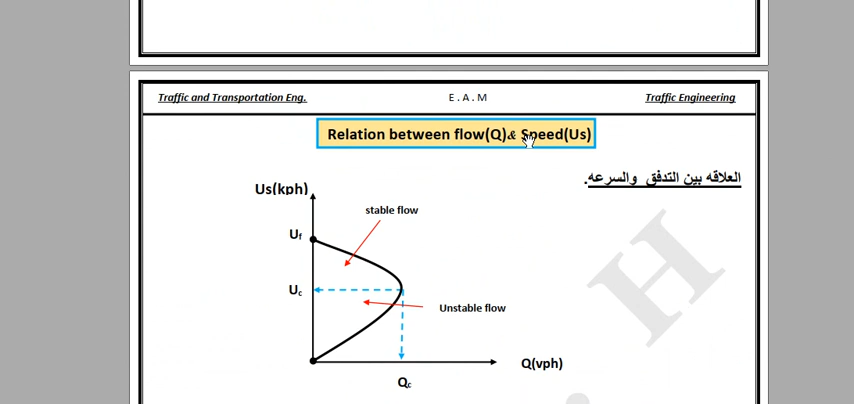 Traffic and Transportation Eng. E . A . M Traffic Engineering
Relation between flow(Q)& Speed(Us)
العلاقه بين التدفق والسرعه.
Us(kph)
stable flow
Uf
Uc
Unstable flow
Q(vph)
Qc
H